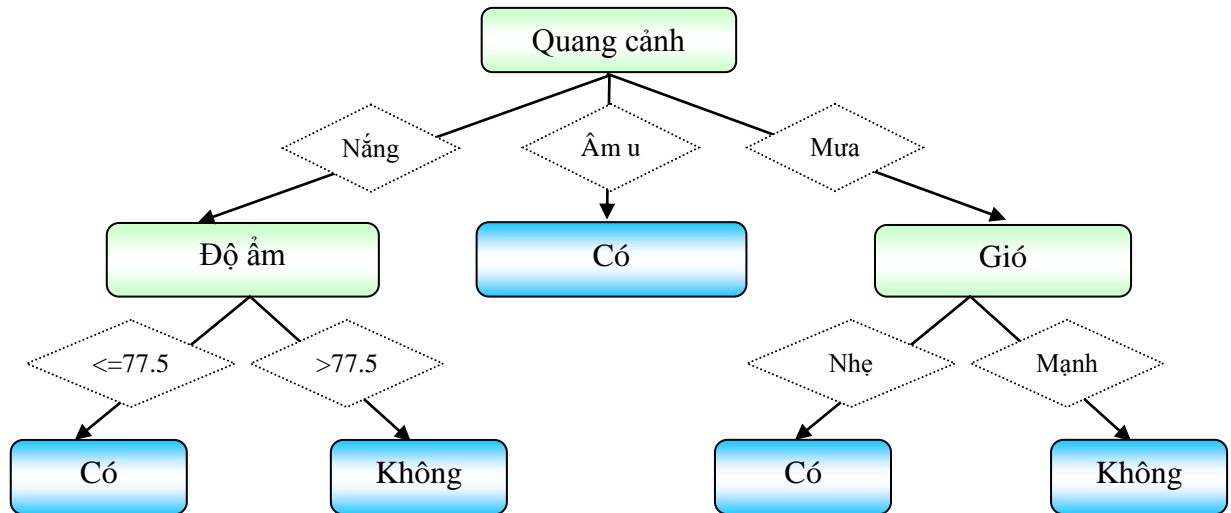 Quang cảnh
Nắng
Âm u
Mưa
Độ ẩm
Có
Gió
<=77.5
>77.5
Nhẹ
Mạnh
Có
Không
Có
Không